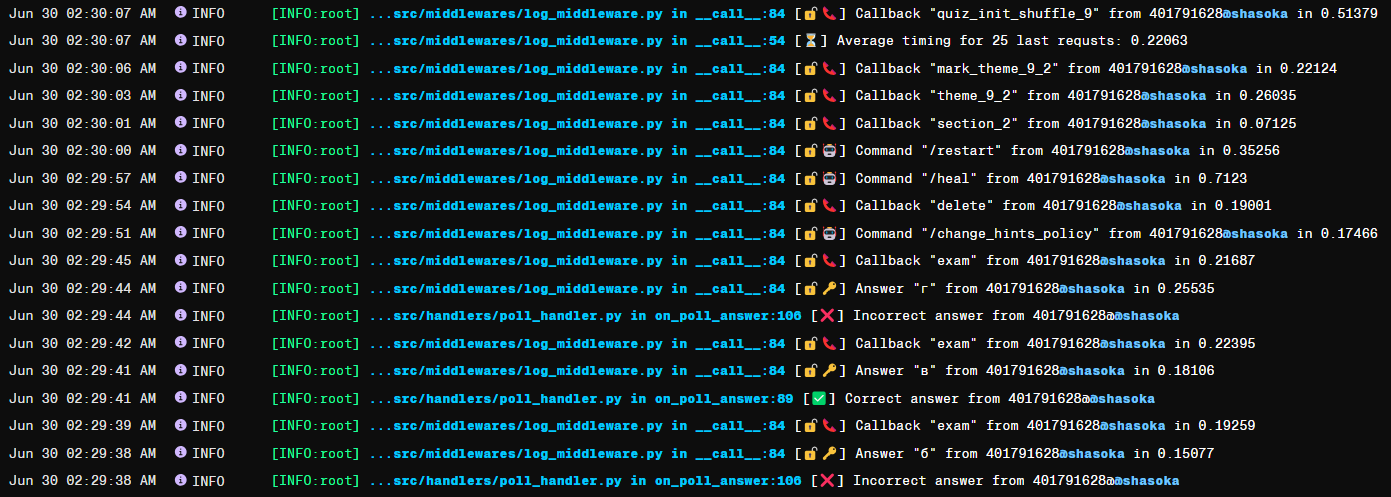 Jun 30 02:30:07 AM INFO [INFO:root] ...src/middlewares/log_middleware.py in __call__:84 [🔓📞] Callback "quiz_init_shuffle_9" from 401791628@shasoka in 0.51379
Jun 30 02:30:07 AM INFO [INFO:root] ...src/middlewares/log_middleware.py in __call__:54 [⏳] Average timing for 25 last requsts: 0.22063
Jun 30 02:30:06 AM INFO [INFO:root] ...src/middlewares/log_middleware.py in __call__:84 [🔓📞] Callback "mark_theme_9_2" from 401791628@shasoka in 0.22124
Jun 30 02:30:03 AM INFO [INFO:root] ...src/middlewares/log_middleware.py in __call__:84 [🔓📞] Callback "theme_9_2" from 401791628@shasoka in 0.26035
Jun 30 02:30:01 AM INFO [INFO:root] ...src/middlewares/log_middleware.py in __call__:84 [🔓📞] Callback "section_2" from 401791628@shasoka in 0.07125
Jun 30 02:30:00 AM INFO [INFO:root] ...src/middlewares/log_middleware.py in __call__:84 [🔓🤖] Command "/restart" from 401791628@shasoka in 0.35256
Jun 30 02:29:57 AM INFO [INFO:root] ...src/middlewares/log_middleware.py in __call__:84 [🔓🤖] Command "/heal" from 401791628@shasoka in 0.7123
Jun 30 02:29:54 AM INFO [INFO:root] ...src/middlewares/log_middleware.py in __call__:84 [🔓📞] Callback "delete" from 401791628@shasoka in 0.19001
Jun 30 02:29:51 AM INFO [INFO:root] ...src/middlewares/log_middleware.py in __call__:84 [🔓🤖] Command "/change_hints_policy" from 401791628@shasoka in 0.17466
Jun 30 02:29:45 AM INFO [INFO:root] ...src/middlewares/log_middleware.py in __call__:84 [🔓📞] Callback "exam" from 401791628@shasoka in 0.21687
Jun 30 02:29:44 AM INFO [INFO:root] ...src/middlewares/log_middleware.py in __call__:84 [🔓🔑] Answer "г" from 401791628@shasoka in 0.25535
Jun 30 02:29:44 AM INFO [INFO:root] ...src/handlers/poll_handler.py in on_poll_answer:106 [❌] Incorrect answer from 401791628@@shasoka
Jun 30 02:29:42 AM INFO [INFO:root] ...src/middlewares/log_middleware.py in __call__:84 [🔓📞] Callback "exam" from 401791628@shasoka in 0.22395
Jun 30 02:29:41 AM INFO [INFO:root] ...src/middlewares/log_middleware.py in __call__:84 [🔓🔑] Answer "в" from 401791628@shasoka in 0.18106
Jun 30 02:29:41 AM INFO [INFO:root] ...src/handlers/poll_handler.py in on_poll_answer:89 [✅] Correct answer from 401791628@@shasoka
Jun 30 02:29:39 AM INFO [INFO:root] ...src/middlewares/log_middleware.py in __call__:84 [🔓📞] Callback "exam" from 401791628@shasoka in 0.19259
Jun 30 02:29:38 AM INFO [INFO:root] ...src/middlewares/log_middleware.py in __call__:84 [🔓🔑] Answer "б" from 401791628@shasoka in 0.15077
Jun 30 02:29:38 AM INFO [INFO:root] ...src/handlers/poll_handler.py in on_poll_answer:106 [❌] Incorrect answer from 401791628@@shasoka